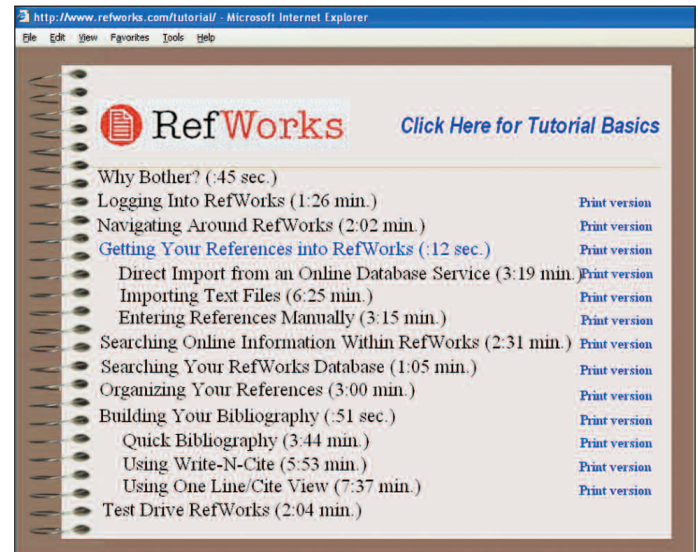 http://www.refworks.com/tutorial/ - Microsoft Internet Explorer
File Edit View Favorites Tools Help
RefWorks Click Here for Tutorial Basics
Why Bother? (:45 sec.)
Logging Into RefWorks (1:26 min.) Print version
Navigating Around RefWorks (2:02 min.) Print version
Getting Your References into RefWorks (:12 sec.) Print version
Direct Import from an Online Database Service (3:19 min.) Print version
Importing Text Files (6:25 min.) Print version
Entering References Manually (3:15 min.) Print version
Searching Online Information Within RefWorks (2:31 min.) Print version
Searching Your RefWorks Database (1:05 min.) Print version
Organizing Your References (3:00 min.) Print version
Building Your Bibliography (:51 sec.) Print version
Quick Bibliography (3:44 min.) Print version
Using Write-N-Cite (5:53 min.) Print version
Using One Line/Cite View (7:37 min.) Print version
Test Drive RefWorks (2:04 min.)